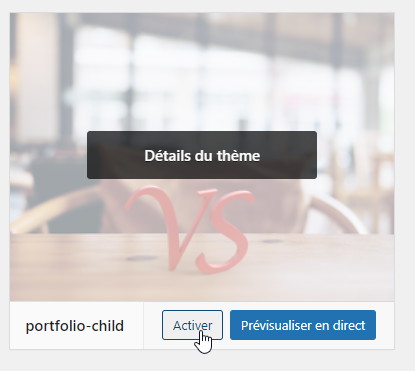 Détails du thème
VS
portfolio-child
Activer
Prévisualiser en direct